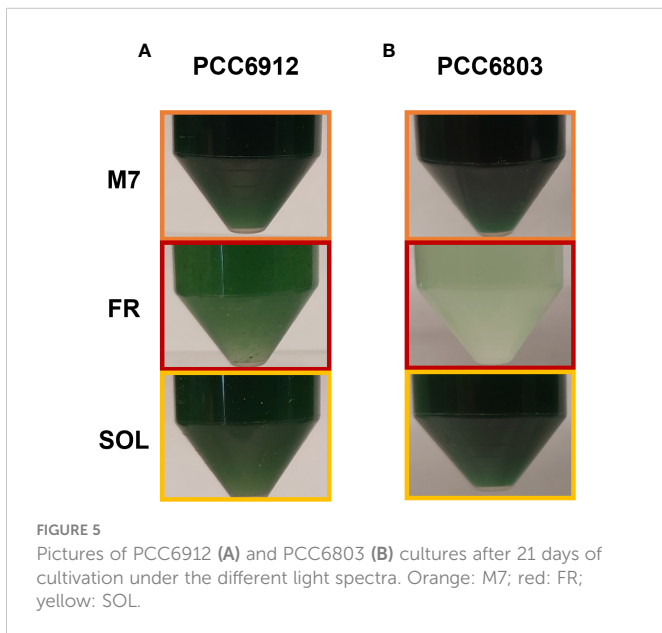 A
PCC6912
B
PCC6803
M7
FR
SOL
FIGURE 5
Pictures of PCC6912 (A) and PCC6803 (B) cultures after 21 days of
cultivation under the different light spectra. Orange: M7; red: FR;
yellow: SOL.